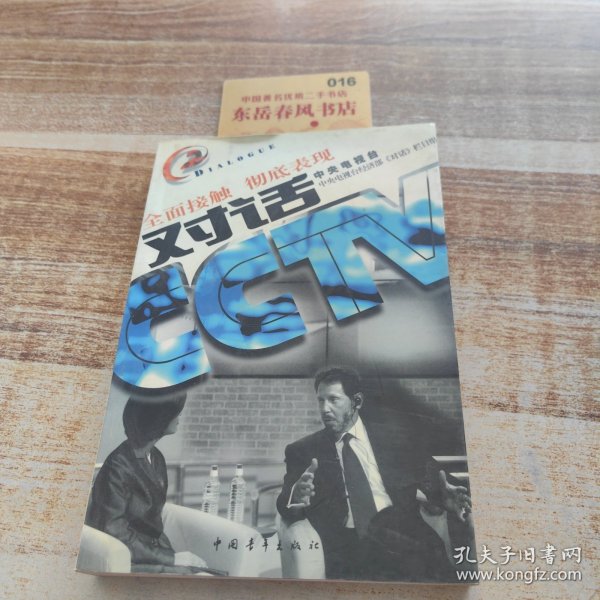 016
中国著名优质二手书店
东岳春风书店
DIALOGUE
全面接触 彻底表现
对话
中央电视台
中央电视台经济部《对话》栏目组
CCTV
中国青年出版社
孔夫子旧书网
www.kongfz.com